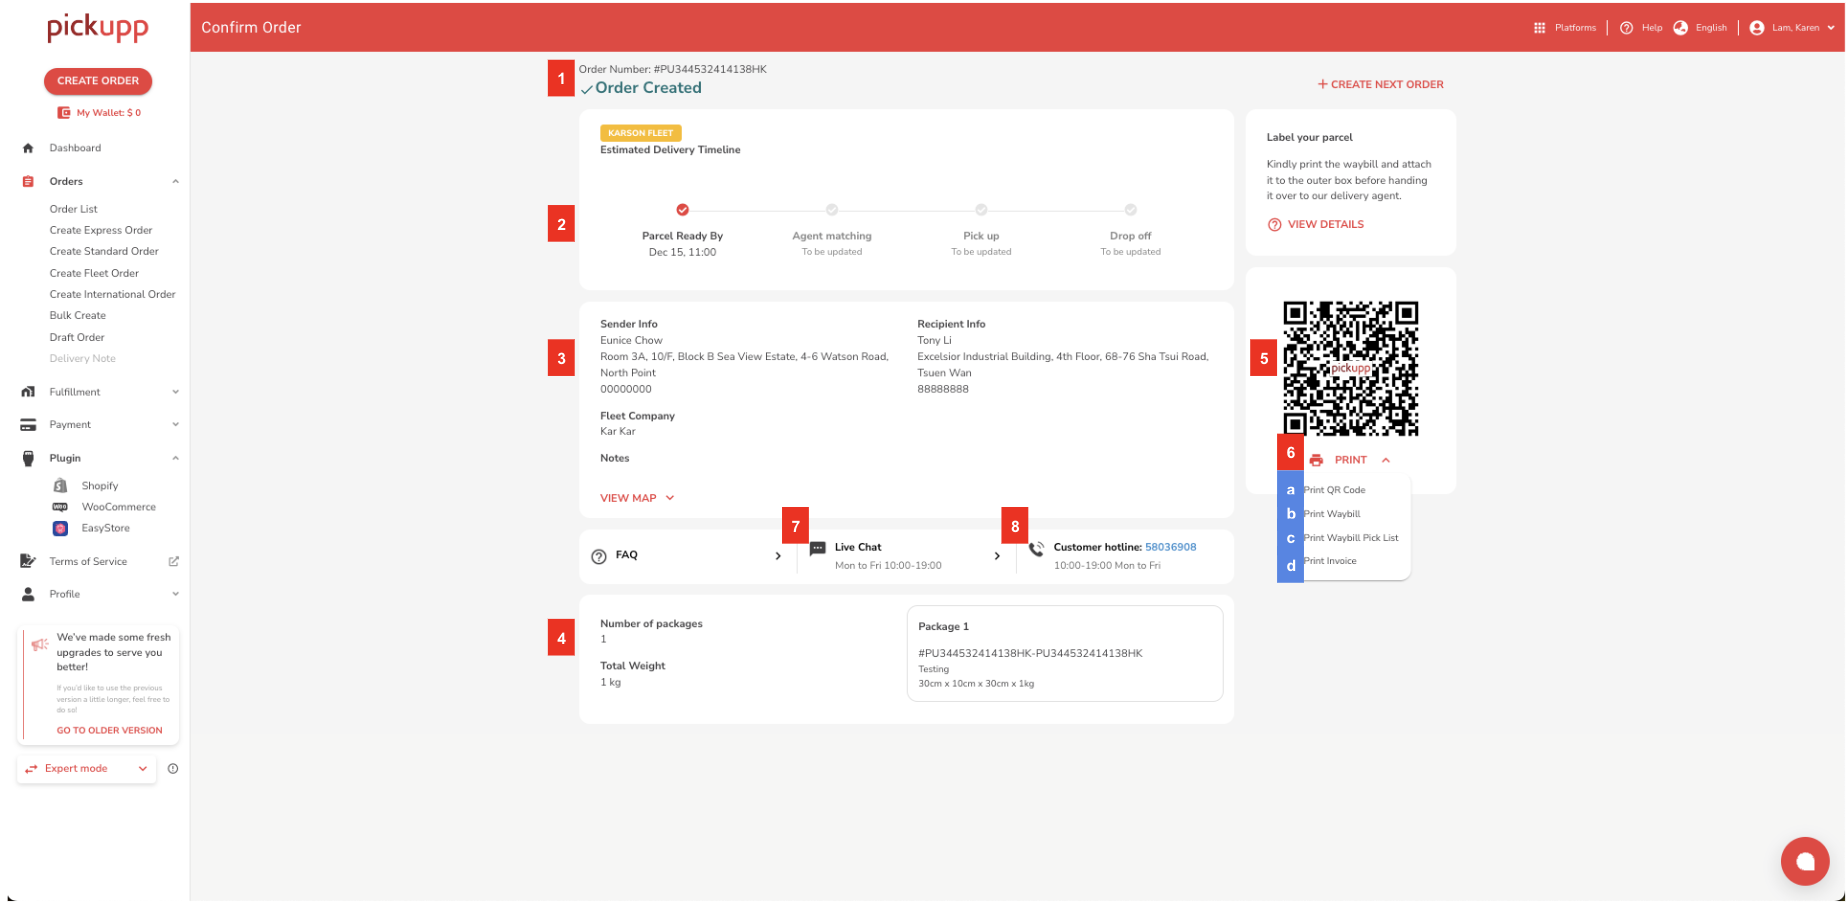 pickupp
CREATE ORDER
My Wallet: $ 0
Dashboard
Orders
Order List
Create Express Order
Create Standard Order
Create Fleet Order
Create International Order
Bulk Create
Draft Order
Delivery Note
Fulfillment
Payment
Plugin
Shopify
WOO
WooCommerce
EasyStore
Terms of Service
Profile
We've made some fresh
upgrades to serve you
better!
If you'd like to use the previous
version a little longer, feel free to
do so!
GO TO OLDER VERSION
Expert mode
Confirm Order
Platforms
Help
English
Lam, Karen
1
Order Number: #PU344532414138HK
Order Created
CREATE NEXT ORDER
KARSON FLEET
Estimated Delivery Timeline
2
Parcel Ready By
Dec 15, 11:00
Agent matching
To be updated
Pick up
To be updated
Drop off
To be updated
3
Sender Info
Eunice Chow
Room 3A, 10/F, Block B Sea View Estate, 4-6 Watson Road,
North Point
00000000
Recipient Info
Tony Li
Excelsior Industrial Building, 4th Floor, 68-76 Sha Tsui Road,
Tsuen Wan
88888888
Fleet Company
Kar Kar
Notes
VIEW MAP
FAQ
7
Live Chat
Mon to Fri 10:00-19:00
8
Customer hotline: 58036908
10:00-19:00 Mon to Fri
4
Number of packages
1
Total Weight
1 kg
Package 1
#PU344532414138HK-PU344532414138HK
Testing
30cm x 10cm x 30cm x 1kg
Label your parcel
Kindly print the waybill and attach
it to the outer box before handing
it over to our delivery agent.
VIEW DETAILS
5
pickupp
6
PRINT
a Print QR Code
b Print Waybill
c Print Waybill Pick List
d Print Invoice